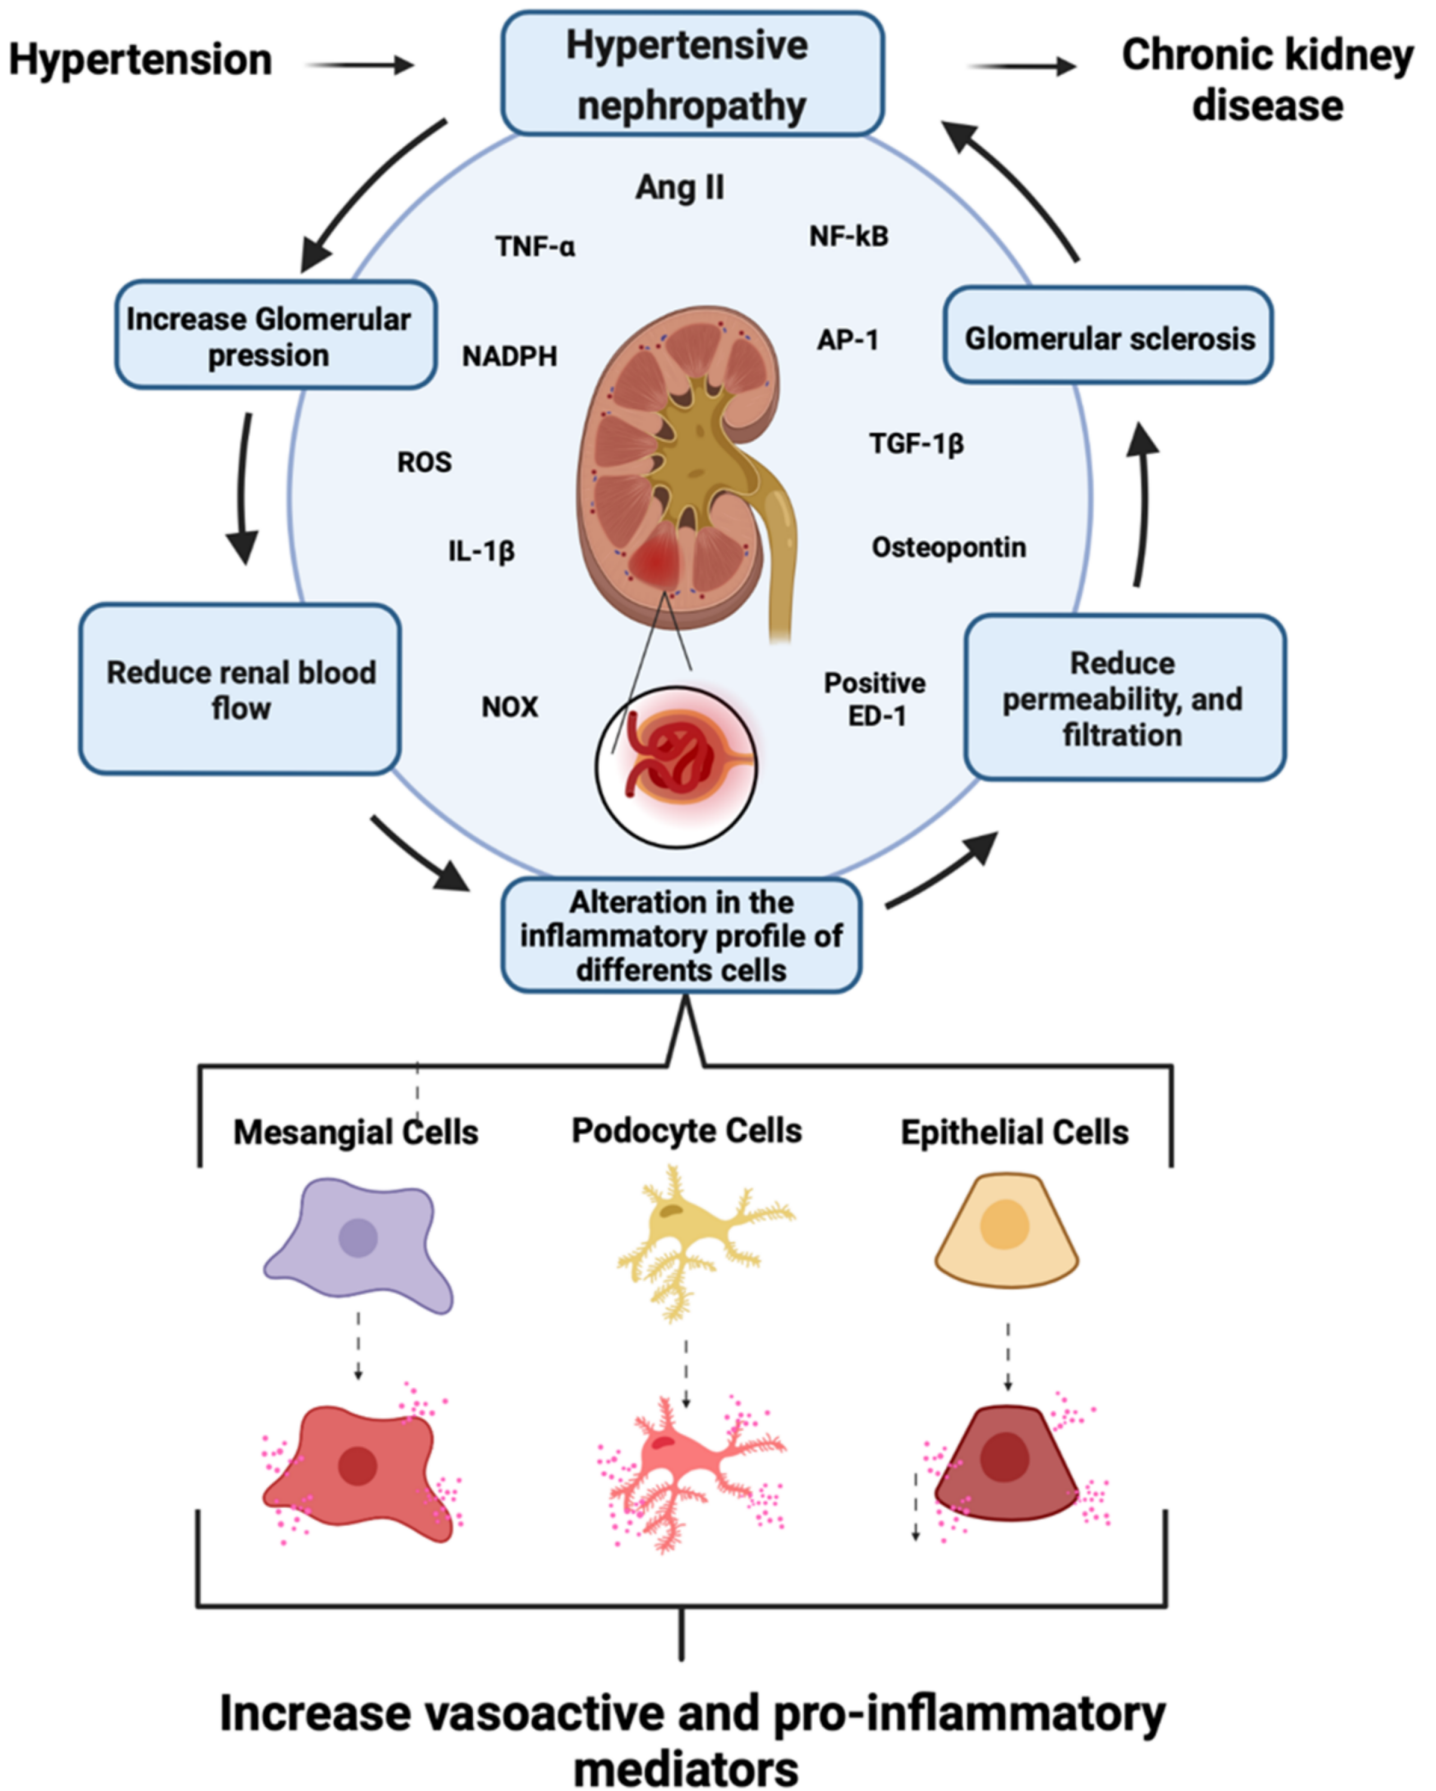 Hypertension
Hypertensive
nephropathy
Chronic kidney
disease
Ang II
TNF-α
NF-kB
Increase Glomerular
pression
NADPH
AP-1
Glomerular sclerosis
ROS
TGF-1β
IL-1β
Osteopontin
Reduce renal blood
flow
NOX
Positive
ED-1
Reduce
permeability, and
filtration
Alteration in the
inflammatory profile of
differents cells
Mesangial Cells
Podocyte Cells
Epithelial Cells
Increase vasoactive and pro-inflammatory
mediators